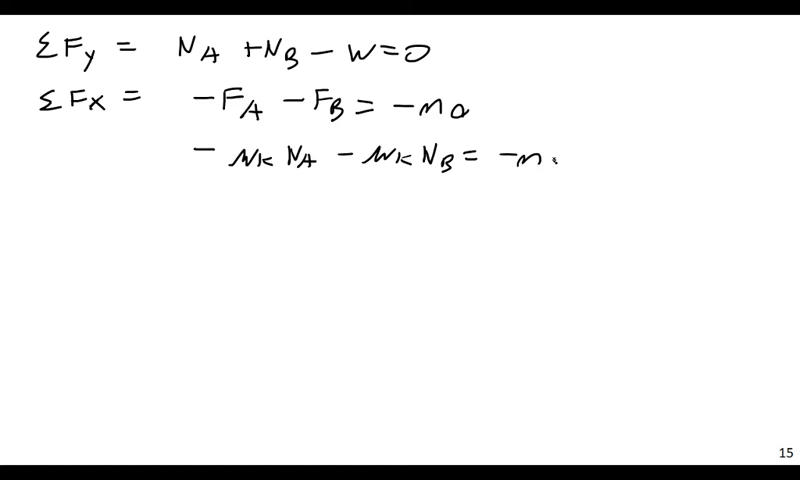 ΣFy = NA + NB - W = 0
ΣFx = -FA - FB = -ma
-μk NA - μk NB = -m
15